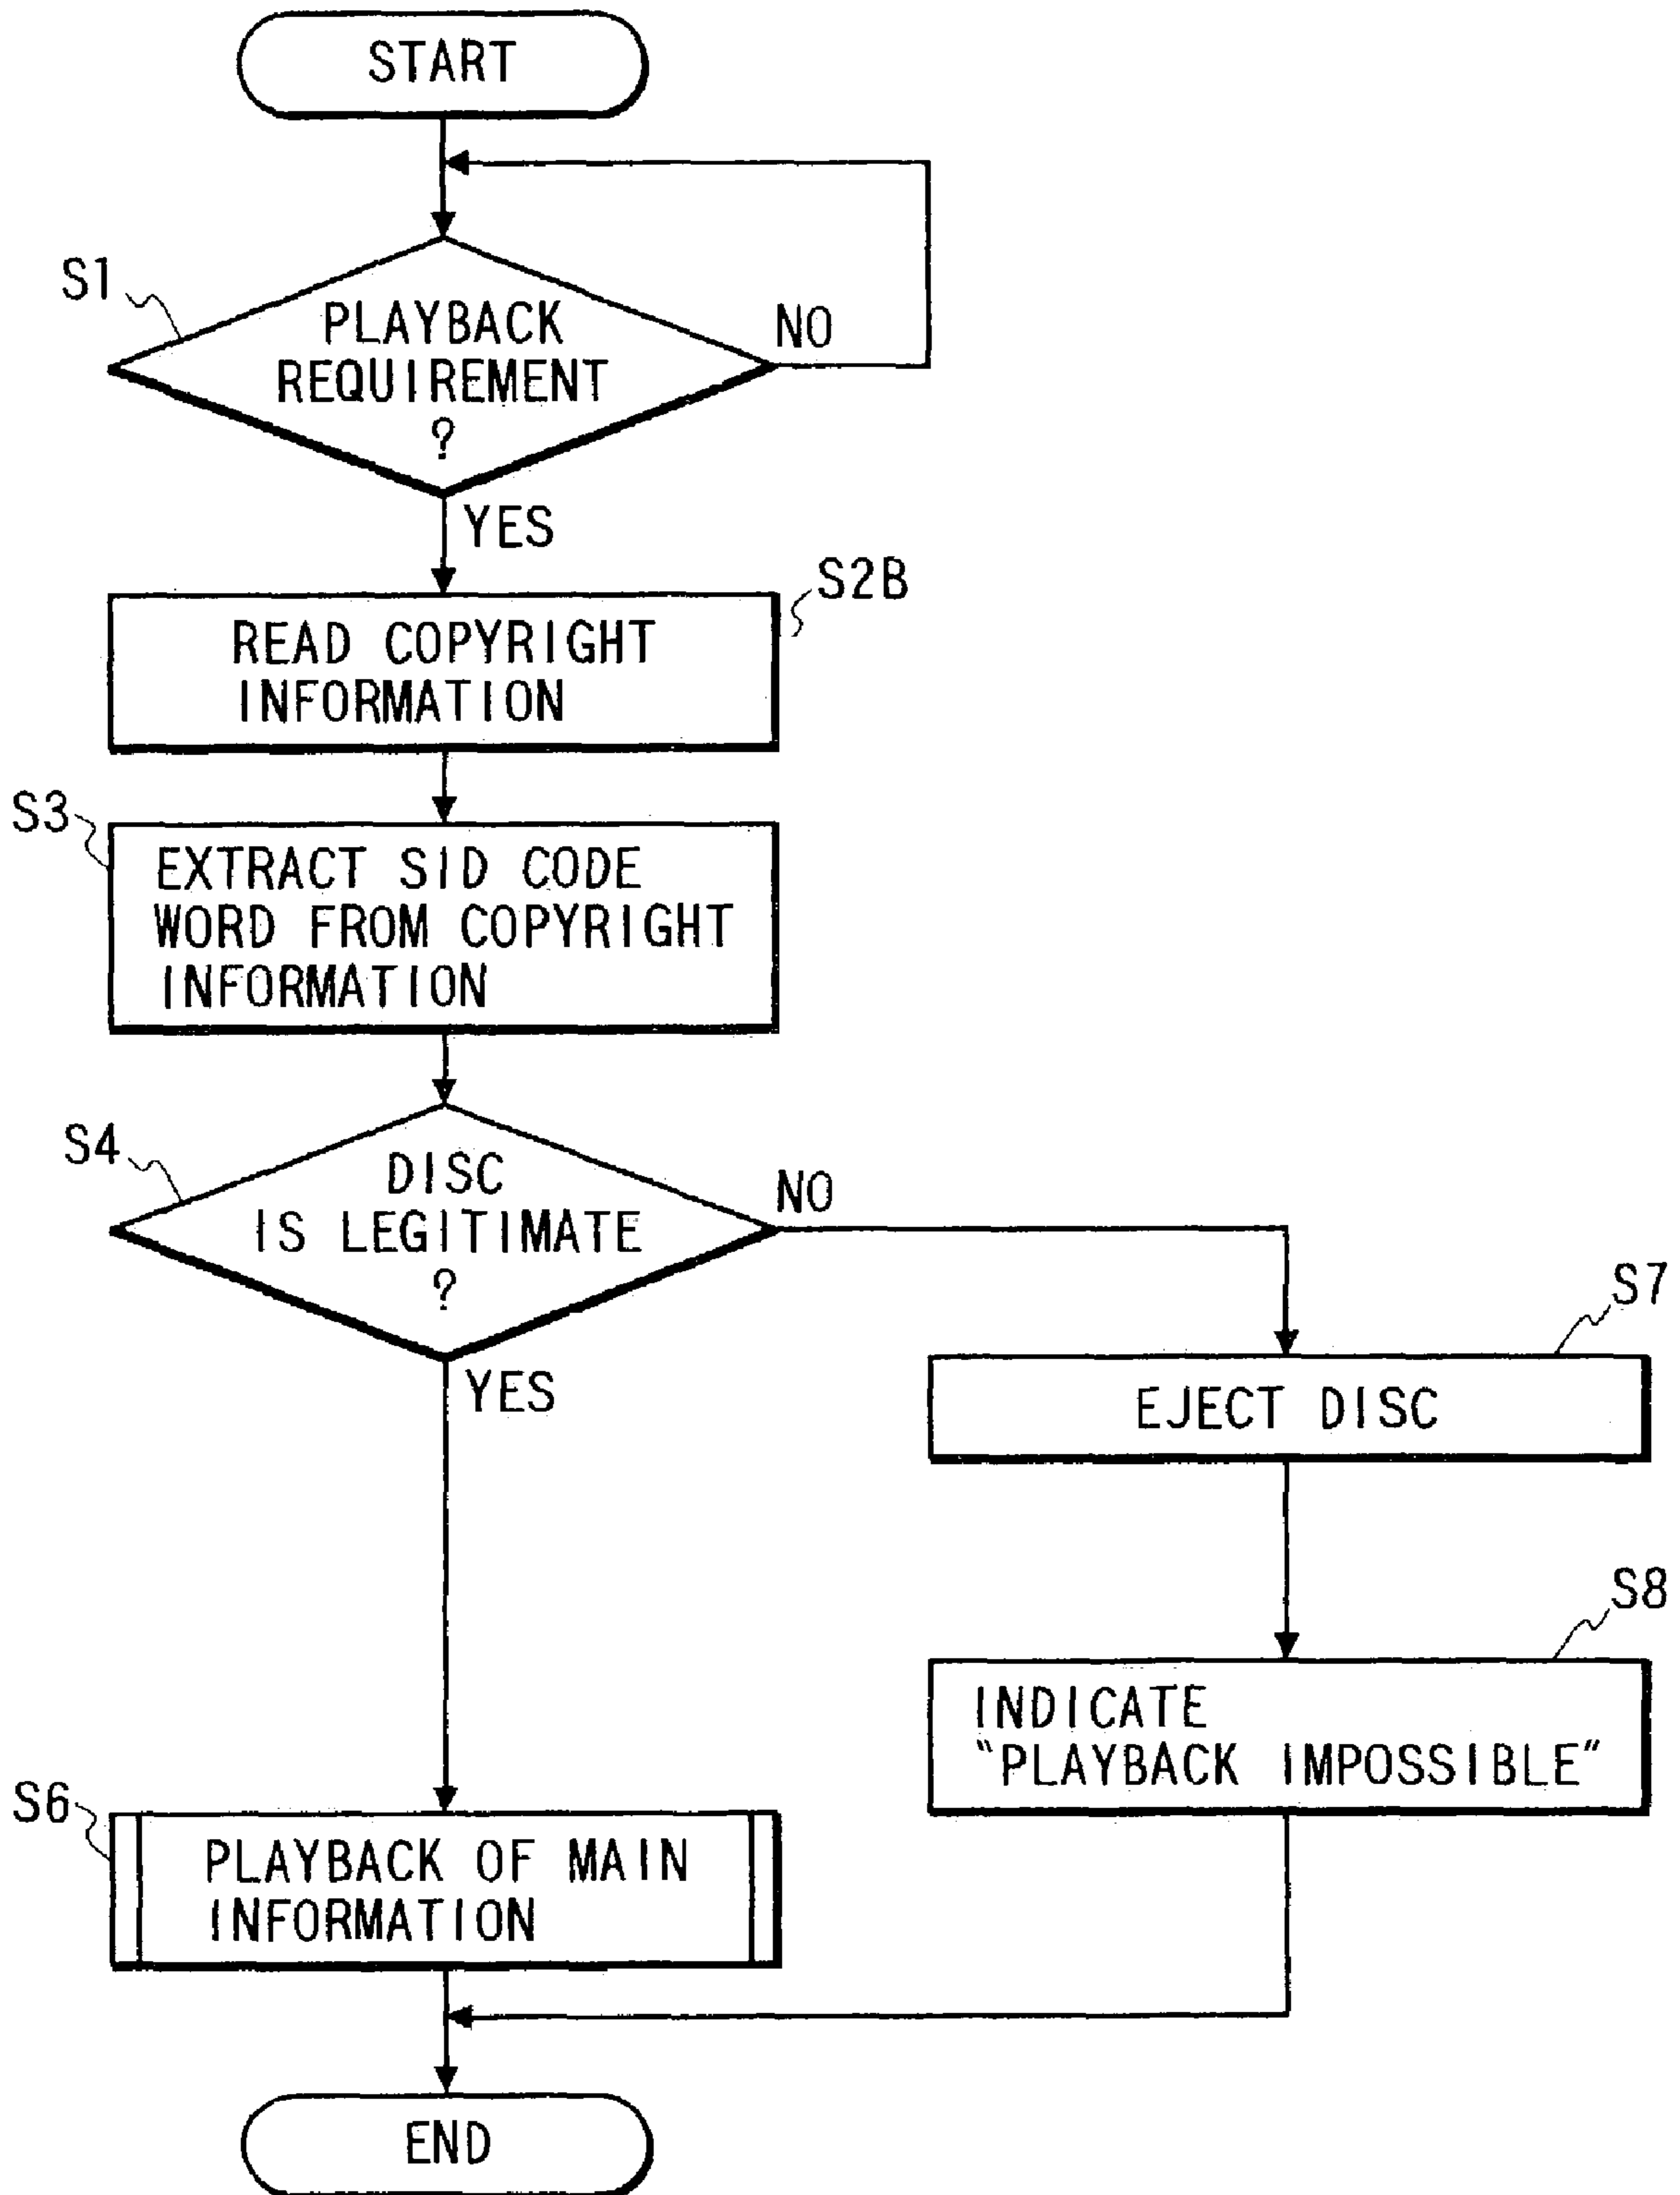 START
S1
PLAYBACK
REQUIREMENT
?
NO
YES
S2B
READ COPYRIGHT
INFORMATION
S3
EXTRACT SID CODE
WORD FROM COPYRIGHT
INFORMATION
S4
DISC
IS LEGITIMATE
?
NO
YES
S7
EJECT DISC
S8
INDICATE
"PLAYBACK IMPOSSIBLE"
S6
PLAYBACK OF MAIN
INFORMATION
END